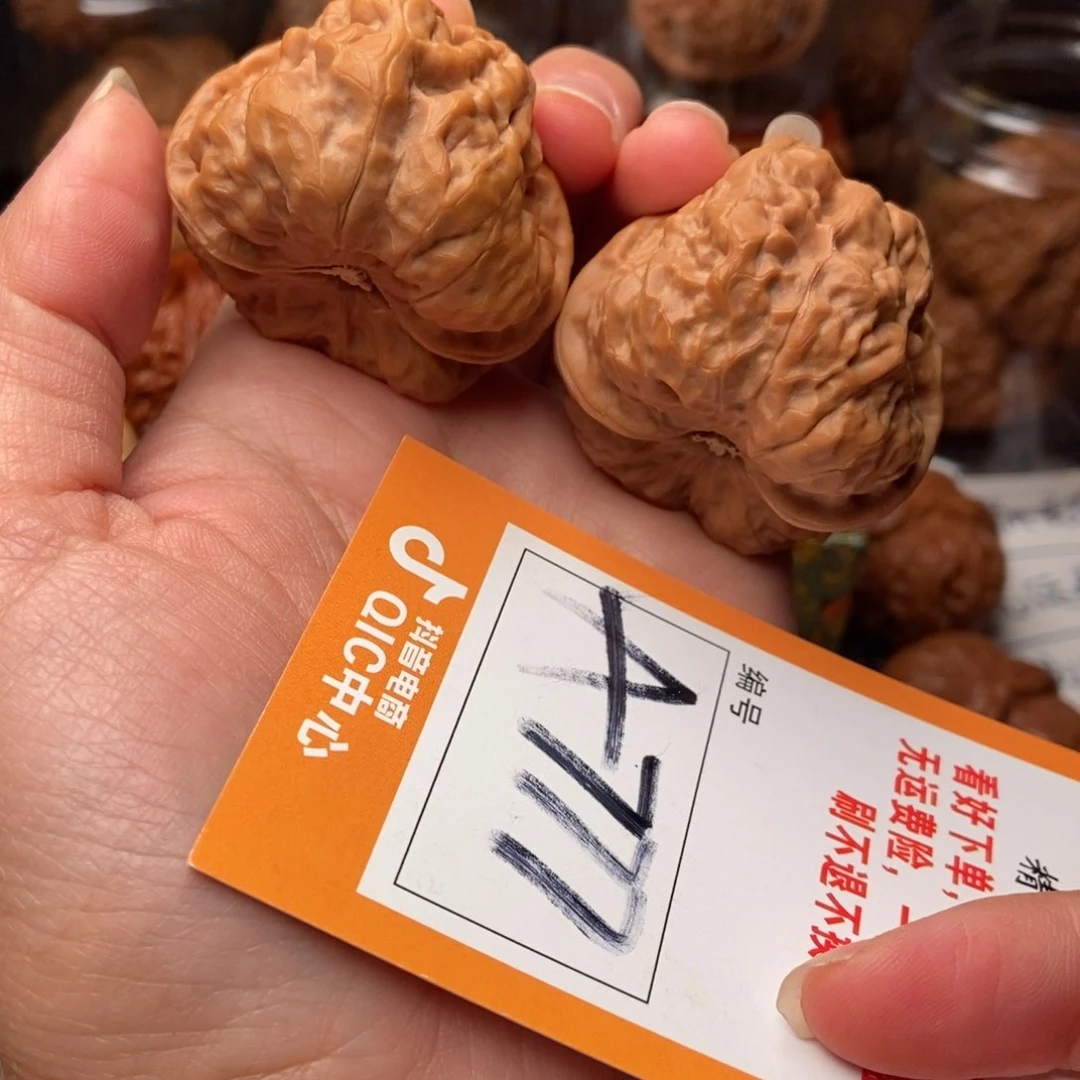 抖音电商
QIC中心
编号
A777
精
看好下单,
无运费险,
刷不退不换